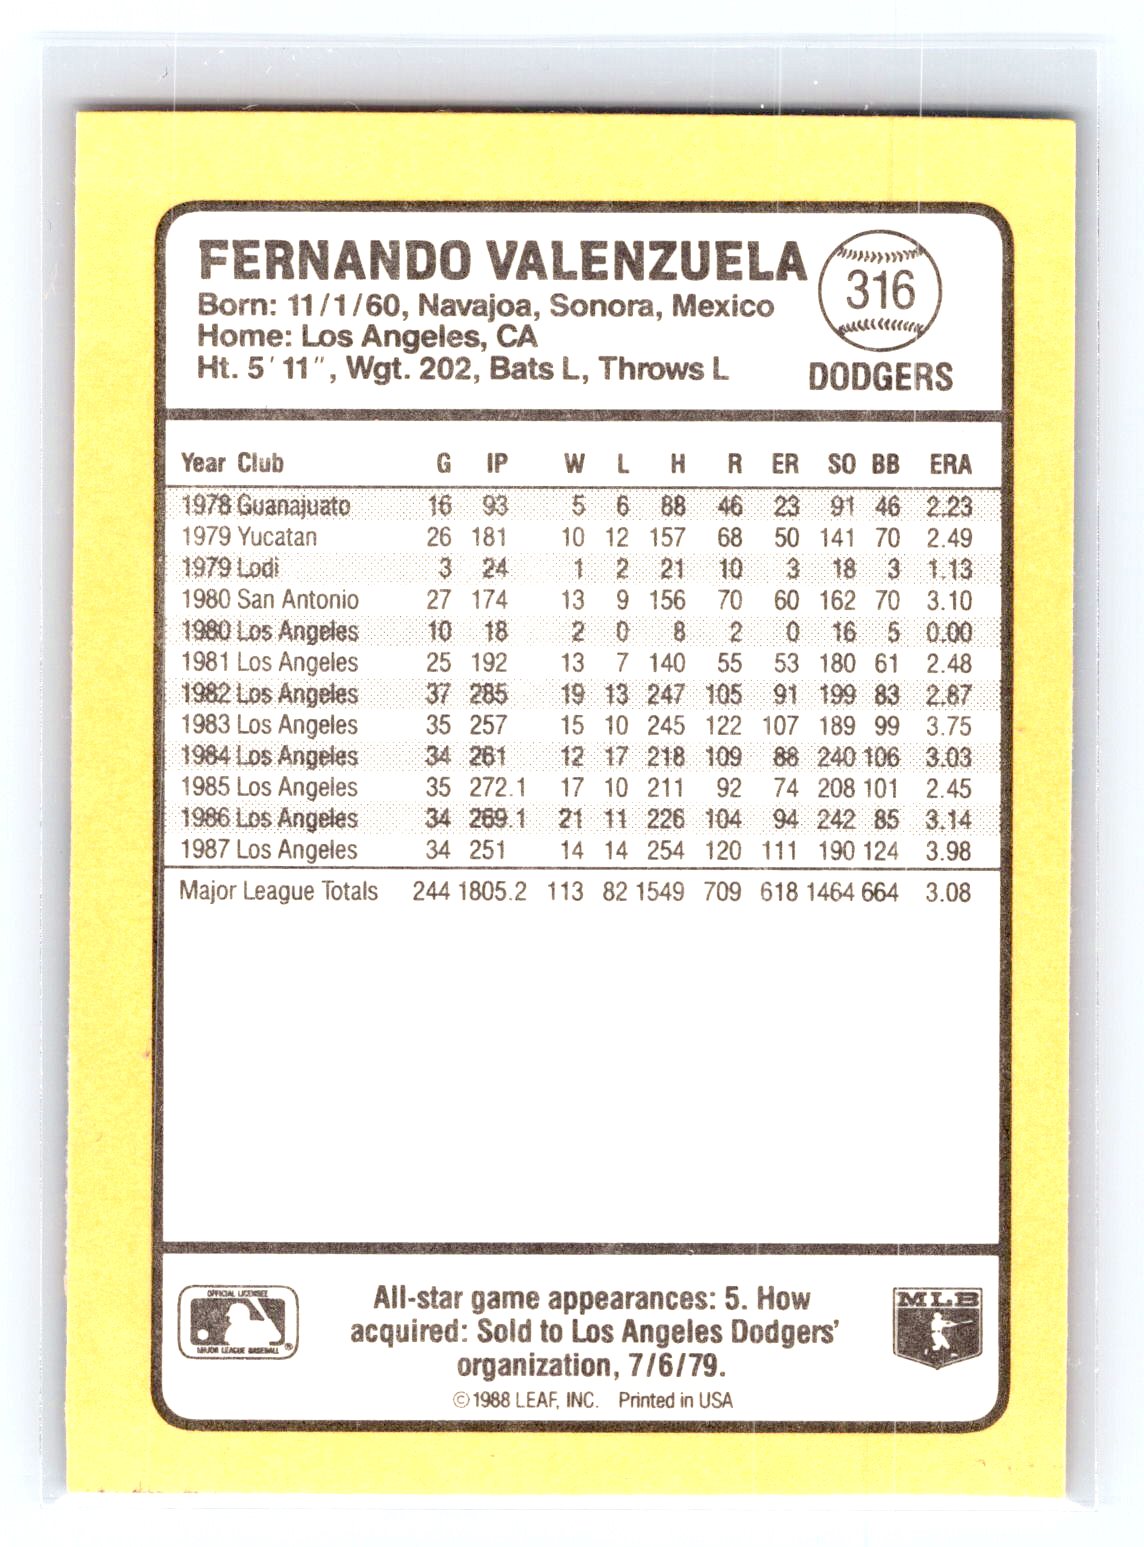 FERNANDO VALENZUELA
316
Born: 11/1/60, Navajoa, Sonora, Mexico
Home: Los Angeles, CA
Ht. 5' 11", Wgt. 202, Bats L, Throws L
DODGERS
Year Club G IP W L H R ER SO BB ERA
1978 Guanajuato 16 93 5 6 88 46 23 91 46 2.23
1979 Yucatan 26 181 10 12 157 68 50 141 70 2.49
1979 Lodi 3 24 1 2 21 10 3 18 3 1.13
1980 San Antonio 27 174 13 9 156 70 60 162 70 3.10
1980 Los Angeles 10 18 2 0 8 2 0 16 5 0.00
1981 Los Angeles 25 192 13 7 140 55 53 180 61 2.48
1982 Los Angeles 37 285 19 13 247 105 91 199 83 2.87
1983 Los Angeles 35 257 15 10 245 122 107 189 99 3.75
1984 Los Angeles 34 261 12 17 218 109 88 240 106 3.03
1985 Los Angeles 35 272.1 17 10 211 92 74 208 101 2.45
1986 Los Angeles 34 269.1 21 11 226 104 94 242 85 3.14
1987 Los Angeles 34 251 14 14 254 120 111 190 124 3.98
Major League Totals 244 1805.2 113 82 1549 709 618 1464 664 3.08
OFFICIAL LICENSEE
MAJOR LEAGUE BASEBALL ®
All-star game appearances: 5. How
acquired: Sold to Los Angeles Dodgers'
organization, 7/6/79.
MLB
©1988 LEAF, INC. Printed in USA